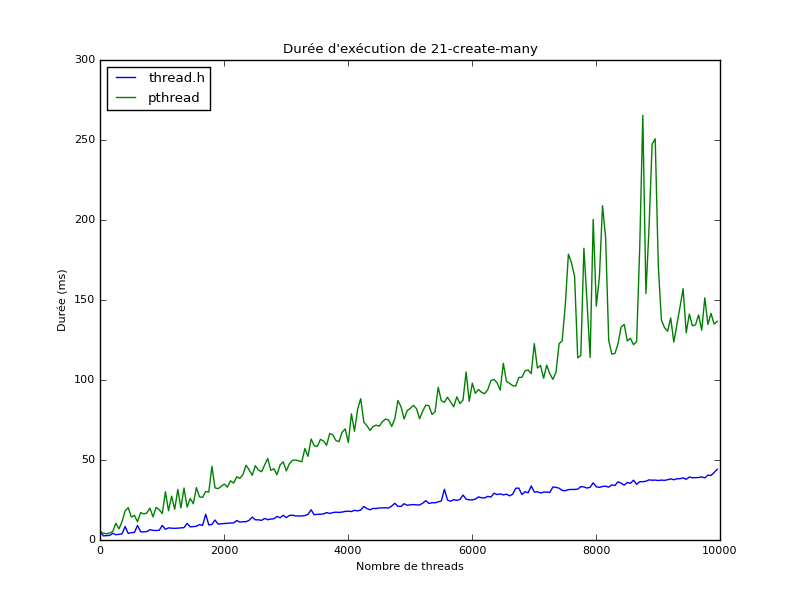 Durée d'exécution de 21-create-many
300
250
200
150
100
50
0
thread.h
pthread
Durée (ms)
0
2000
4000
6000
8000
10000
Nombre de threads